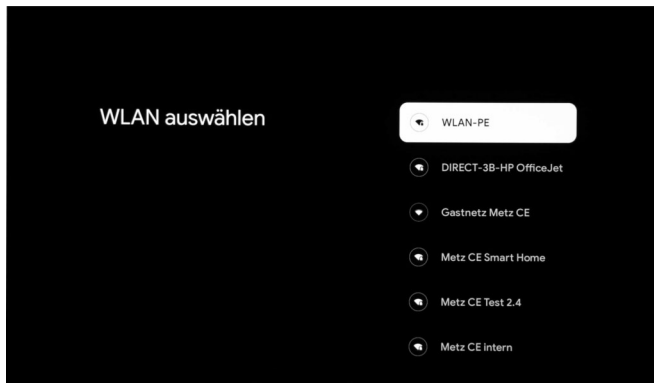 WLAN auswählen
WLAN-PE
DIRECT-3B-HP OfficeJet
Gastnetz Metz CE
Metz CE Smart Home
Metz CE Test 2.4
Metz CE intern